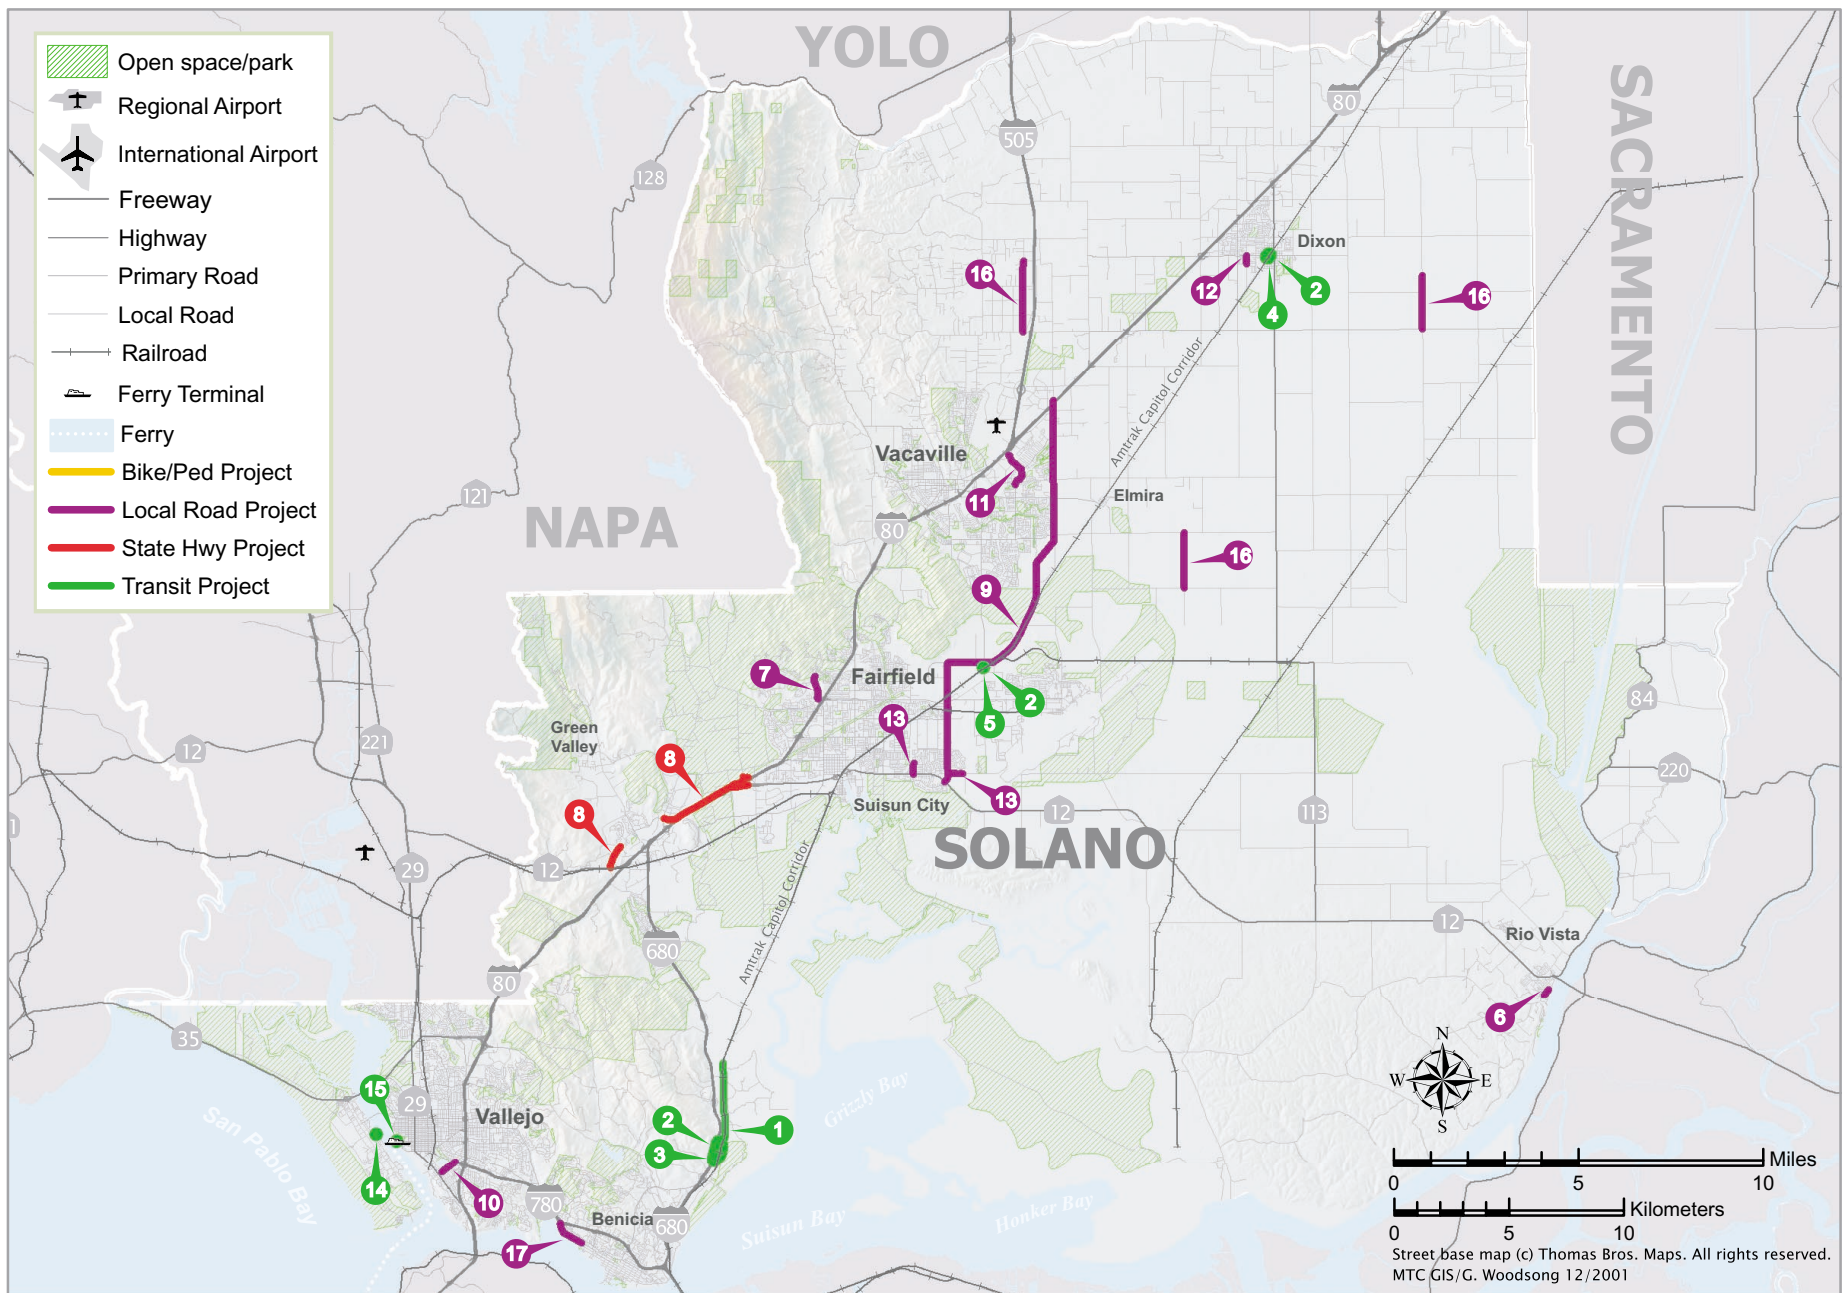 YOLO
SACRAMENTO
NAPA
SOLANO
Open space/park
Regional Airport
International Airport
Freeway
Highway
Primary Road
Local Road
Railroad
Ferry Terminal
Ferry
Bike/Ped Project
Local Road Project
State Hwy Project
Transit Project
128
505
80
Dixon
16
12
2
4
16
Amtrak Capitol Corridor
Vacaville
11
Elmira
121
80
16
9
7
Fairfield
2
5
84
Green
Valley
13
12
221
8
220
Suisun City
13
12
113
8
29
12
Amtrak Capitol Corridor
680
12
Rio Vista
80
6
35
N
W
E
S
15
29
Vallejo
2
1
3
Grizzly Bay
San Pablo Bay
14
10
780
Benicia
680
Suisun Bay
Honker Bay
17
Miles
0
5
10
Kilometers
0
5
10
Street base map (c) Thomas Bros. Maps. All rights reserved.
MTC GIS/G. Woodsong 12/2001